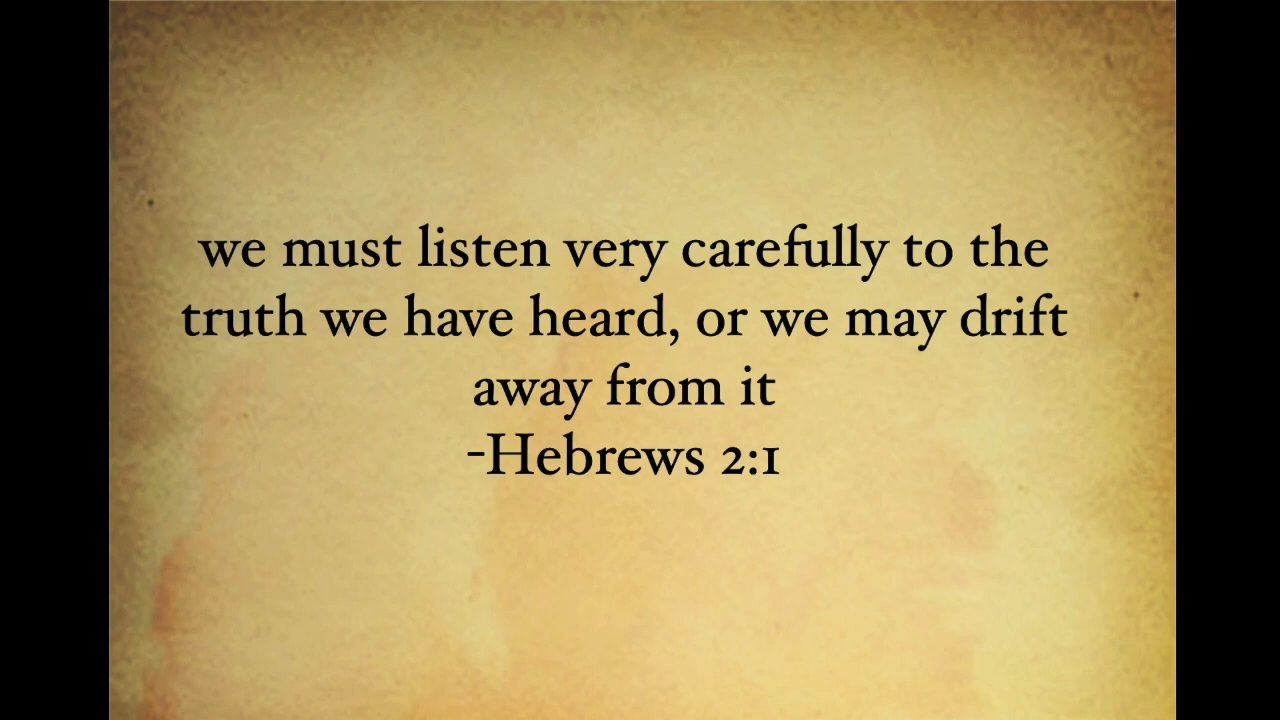 we must listen very carefully to the
truth we have heard, or we may drift
away from it
-Hebrews 2:1